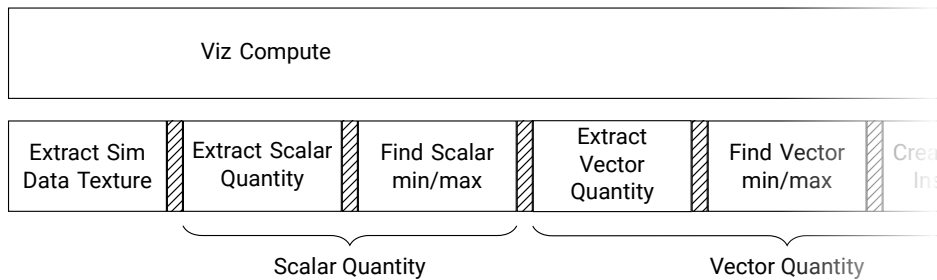 Viz Compute
Extract Sim
Data Texture
Extract Scalar
Quantity
Find Scalar
min/max
Extract
Vector
Quantity
Find Vector
min/max
Scalar Quantity
Vector Quantity